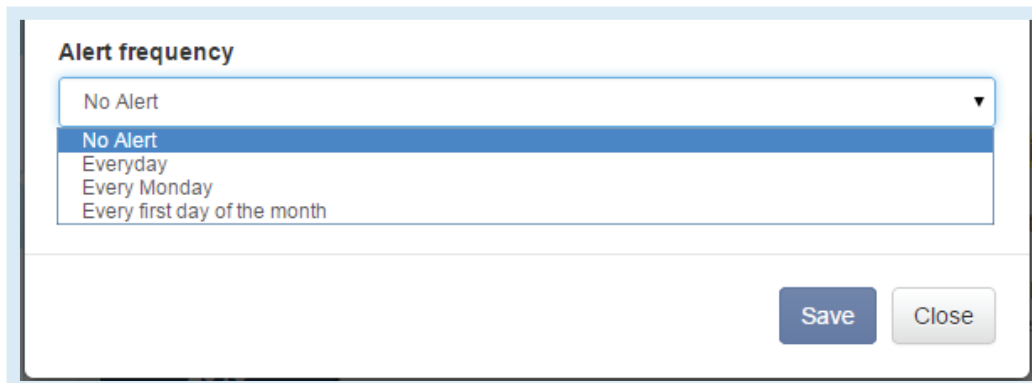 Alert frequency
No Alert
No Alert
Everyday
Every Monday
Every first day of the month
Save Close